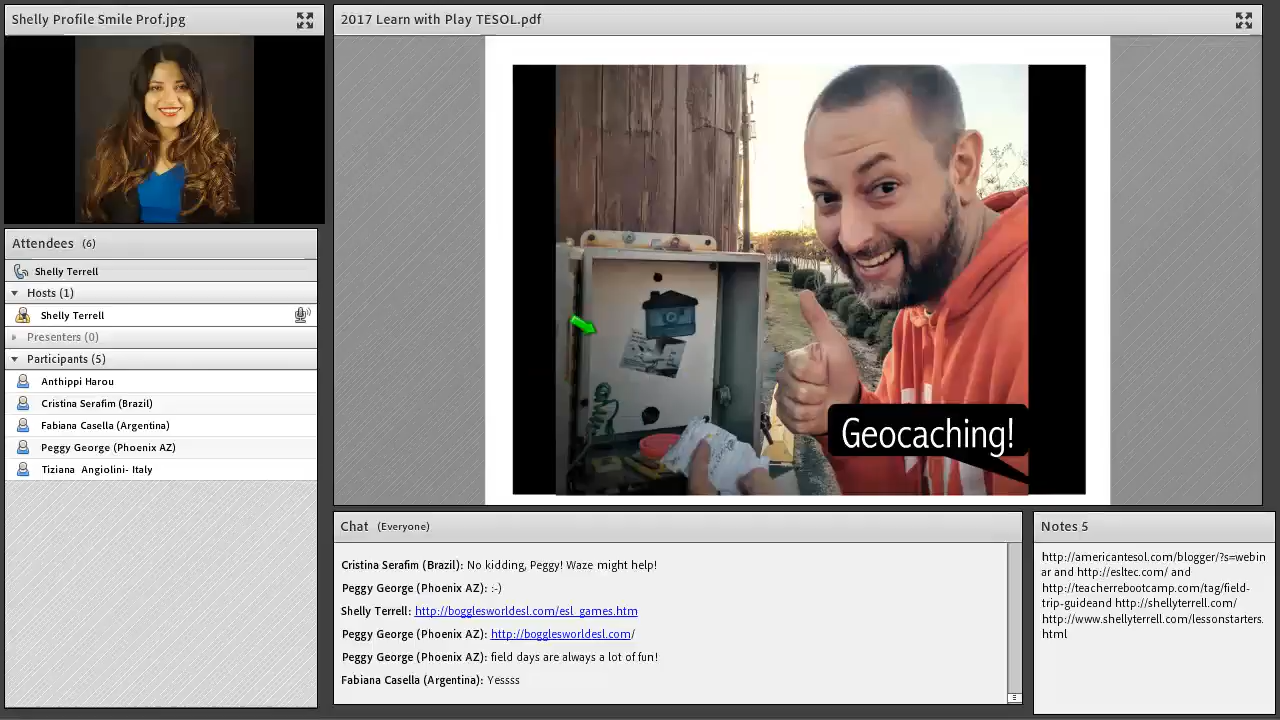 Shelly Profile Smile Prof.jpg
2017 Learn with Play TESOL.pdf
Geocaching!
Attendees (6)
Shelly Terrell
Hosts (1)
Shelly Terrell
Presenters (0)
Participants (5)
Anthippi Harou
Cristina Serafim (Brazil)
Fabiana Casella (Argentina)
Peggy George (Phoenix AZ)
Tiziana Angiolini- Italy
Chat (Everyone)
Cristina Serafim (Brazil): No kidding, Peggy! Waze might help!
Peggy George (Phoenix AZ): :-)
Shelly Terrell: http://bogglesworldesl.com/esl_games.htm
Peggy George (Phoenix AZ): http://bogglesworldesl.com/
Peggy George (Phoenix AZ): field days are always a lot of fun!
Fabiana Casella (Argentina): Yessss
Notes 5
http://americantesol.com/blogger/?s=webin
ar and http://esltec.com/ and
http://teacherrebootcamp.com/tag/field-
trip-guideand http://shellyterrell.com/
http://www.shellyterrell.com/lessonstarters.
html